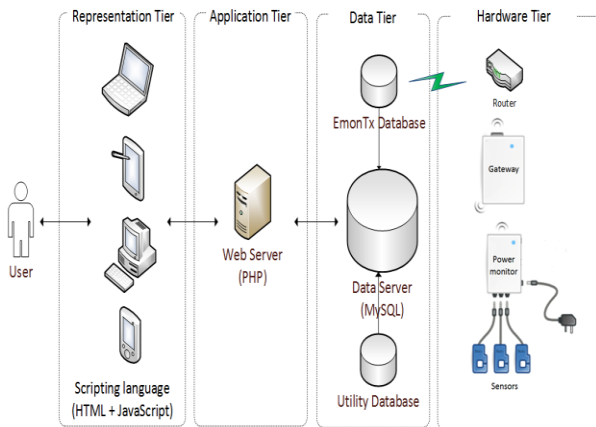 Representation Tier
Application Tier
Data Tier
Hardware Tier
User
Scripting language
(HTML + JavaScript)
Web Server
(PHP)
EmonTx Database
Data Server
(MySQL)
Utility Database
Router
Gateway
Power
monitor
Sensors